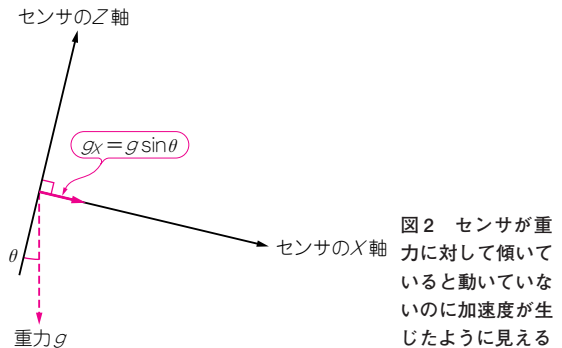 センサのZ軸
gX=g sinθ
センサのX軸
θ
重力g
図2 センサが重
力に対して傾いて
いると動いていな
いのに加速度が生
じたように見える